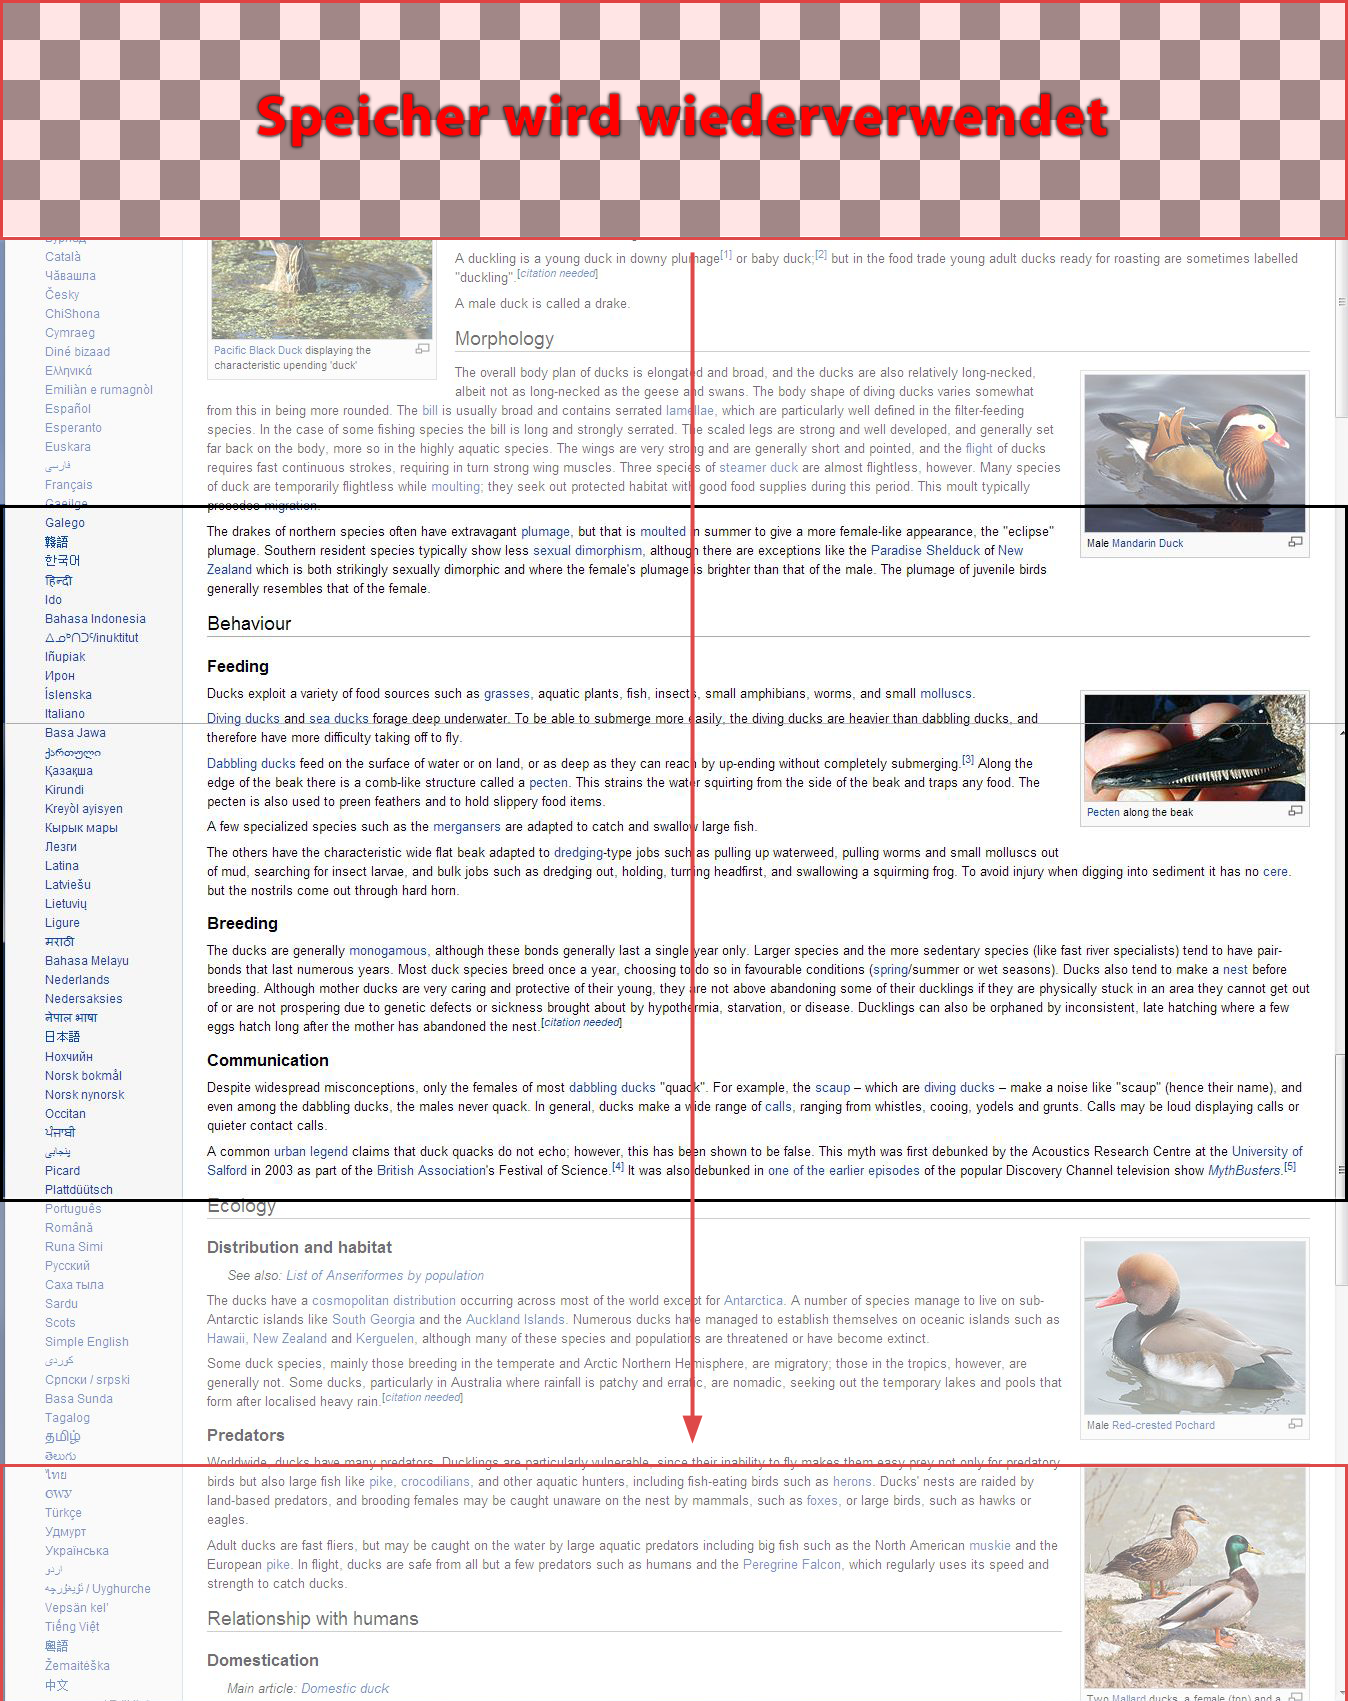 Speicher wird wiederverwendet
Català
Чӑвашла
Česky
ChiShona
Cymraeg
Diné bizaad
Ελληνικά
Emiliàn e rumagnòl
Español
Esperanto
Euskara
فارسی
Français
Gaeilge
Galego
贛語
한국어
हिन्दी
Ido
Bahasa Indonesia
ᐃᓄᒃᑎᑐᑦ/inuktitut
Iñupiak
Ирон
Íslenska
Italiano
Basa Jawa
ქართული
Қазақша
Kirundi
Kreyòl ayisyen
Кырык мары
Лезги
Latina
Latviešu
Lietuvių
Ligure
मराठी
Bahasa Melayu
Nederlands
Nedersaksies
नेपाल भाषा
日本語
Нохчийн
Norsk bokmål
Norsk nynorsk
Occitan
ਪੰਜਾਬੀ
پنجابی
Picard
Plattdüütsch
Português
Română
Runa Simi
Русский
Саха тыла
Sardu
Scots
Simple English
کوردی
Српски / srpski
Basa Sunda
Tagalog
தமிழ்
తెలుగు
ไทย
ᏣᎳᎩ
Türkçe
Удмурт
Українська
اردو
ئۇيغۇرچە / Uyghurche
Vepsän kel'
Tiếng Việt
粵語
Žemaitėška
中文
Pacific Black Duck displaying the
characteristic upending 'duck'
A duckling is a young duck in downy plumage[1] or baby duck;[2] but in the food trade young adult ducks ready for roasting are sometimes labelled
"duckling".[citation needed]
A male duck is called a drake.
Morphology
The overall body plan of ducks is elongated and broad, and the ducks are also relatively long-necked,
albeit not as long-necked as the geese and swans. The body shape of diving ducks varies somewhat
from this in being more rounded. The bill is usually broad and contains serrated lamellae, which are particularly well defined in the filter-feeding
species. In the case of some fishing species the bill is long and strongly serrated. The scaled legs are strong and well developed, and generally set
far back on the body, more so in the highly aquatic species. The wings are very strong and are generally short and pointed, and the flight of ducks
requires fast continuous strokes, requiring in turn strong wing muscles. Three species of steamer duck are almost flightless, however. Many species
of duck are temporarily flightless while moulting; they seek out protected habitat with good food supplies during this period. This moult typically
precedes migration.
Male Mandarin Duck
The drakes of northern species often have extravagant plumage, but that is moulted in summer to give a more female-like appearance, the "eclipse"
plumage. Southern resident species typically show less sexual dimorphism, although there are exceptions like the Paradise Shelduck of New
Zealand which is both strikingly sexually dimorphic and where the female's plumage is brighter than that of the male. The plumage of juvenile birds
generally resembles that of the female.
Behaviour
Feeding
Ducks exploit a variety of food sources such as grasses, aquatic plants, fish, insects, small amphibians, worms, and small molluscs.
Diving ducks and sea ducks forage deep underwater. To be able to submerge more easily, the diving ducks are heavier than dabbling ducks, and
therefore have more difficulty taking off to fly.
Dabbling ducks feed on the surface of water or on land, or as deep as they can reach by up-ending without completely submerging.[3] Along the
edge of the beak there is a comb-like structure called a pecten. This strains the water squirting from the side of the beak and traps any food. The
pecten is also used to preen feathers and to hold slippery food items.
Pecten along the beak
A few specialized species such as the mergansers are adapted to catch and swallow large fish.
The others have the characteristic wide flat beak adapted to dredging-type jobs such as pulling up waterweed, pulling worms and small molluscs out
of mud, searching for insect larvae, and bulk jobs such as dredging out, holding, turning headfirst, and swallowing a squirming frog. To avoid injury when digging into sediment it has no cere.
but the nostrils come out through hard horn.
Breeding
The ducks are generally monogamous, although these bonds generally last a single year only. Larger species and the more sedentary species (like fast river specialists) tend to have pair-
bonds that last numerous years. Most duck species breed once a year, choosing to do so in favourable conditions (spring/summer or wet seasons). Ducks also tend to make a nest before
breeding. Although mother ducks are very caring and protective of their young, they are not above abandoning some of their ducklings if they are physically stuck in an area they cannot get out
of or are not prospering due to genetic defects or sickness brought about by hypothermia, starvation, or disease. Ducklings can also be orphaned by inconsistent, late hatching where a few
eggs hatch long after the mother has abandoned the nest.[citation needed]
Communication
Despite widespread misconceptions, only the females of most dabbling ducks "quack". For example, the scaup – which are diving ducks – make a noise like "scaup" (hence their name), and
even among the dabbling ducks, the males never quack. In general, ducks make a wide range of calls, ranging from whistles, cooing, yodels and grunts. Calls may be loud displaying calls or
quieter contact calls.
A common urban legend claims that duck quacks do not echo; however, this has been shown to be false. This myth was first debunked by the Acoustics Research Centre at the University of
Salford in 2003 as part of the British Association's Festival of Science.[4] It was also debunked in one of the earlier episodes of the popular Discovery Channel television show MythBusters.[5]
Ecology
Distribution and habitat
See also: List of Anseriformes by population
The ducks have a cosmopolitan distribution occurring across most of the world except for Antarctica. A number of species manage to live on sub-
Antarctic islands like South Georgia and the Auckland Islands. Numerous ducks have managed to establish themselves on oceanic islands such as
Hawaii, New Zealand and Kerguelen, although many of these species and populations are threatened or have become extinct.
Some duck species, mainly those breeding in the temperate and Arctic Northern Hemisphere, are migratory; those in the tropics, however, are
generally not. Some ducks, particularly in Australia where rainfall is patchy and erratic, are nomadic, seeking out the temporary lakes and pools that
form after localised heavy rain.[citation needed]
Male Red-crested Pochard
Predators
Worldwide, ducks have many predators. Ducklings are particularly vulnerable, since their inability to fly makes them easy prey not only for predatory
birds but also large fish like pike, crocodilians, and other aquatic hunters, including fish-eating birds such as herons. Ducks' nests are raided by
land-based predators, and brooding females may be caught unaware on the nest by mammals, such as foxes, or large birds, such as hawks or
eagles.
Adult ducks are fast fliers, but may be caught on the water by large aquatic predators including big fish such as the North American muskie and the
European pike. In flight, ducks are safe from all but a few predators such as humans and the Peregrine Falcon, which regularly uses its speed and
strength to catch ducks.
Relationship with humans
Domestication
Main article: Domestic duck
Two Mallard ducks, a female (top) and a